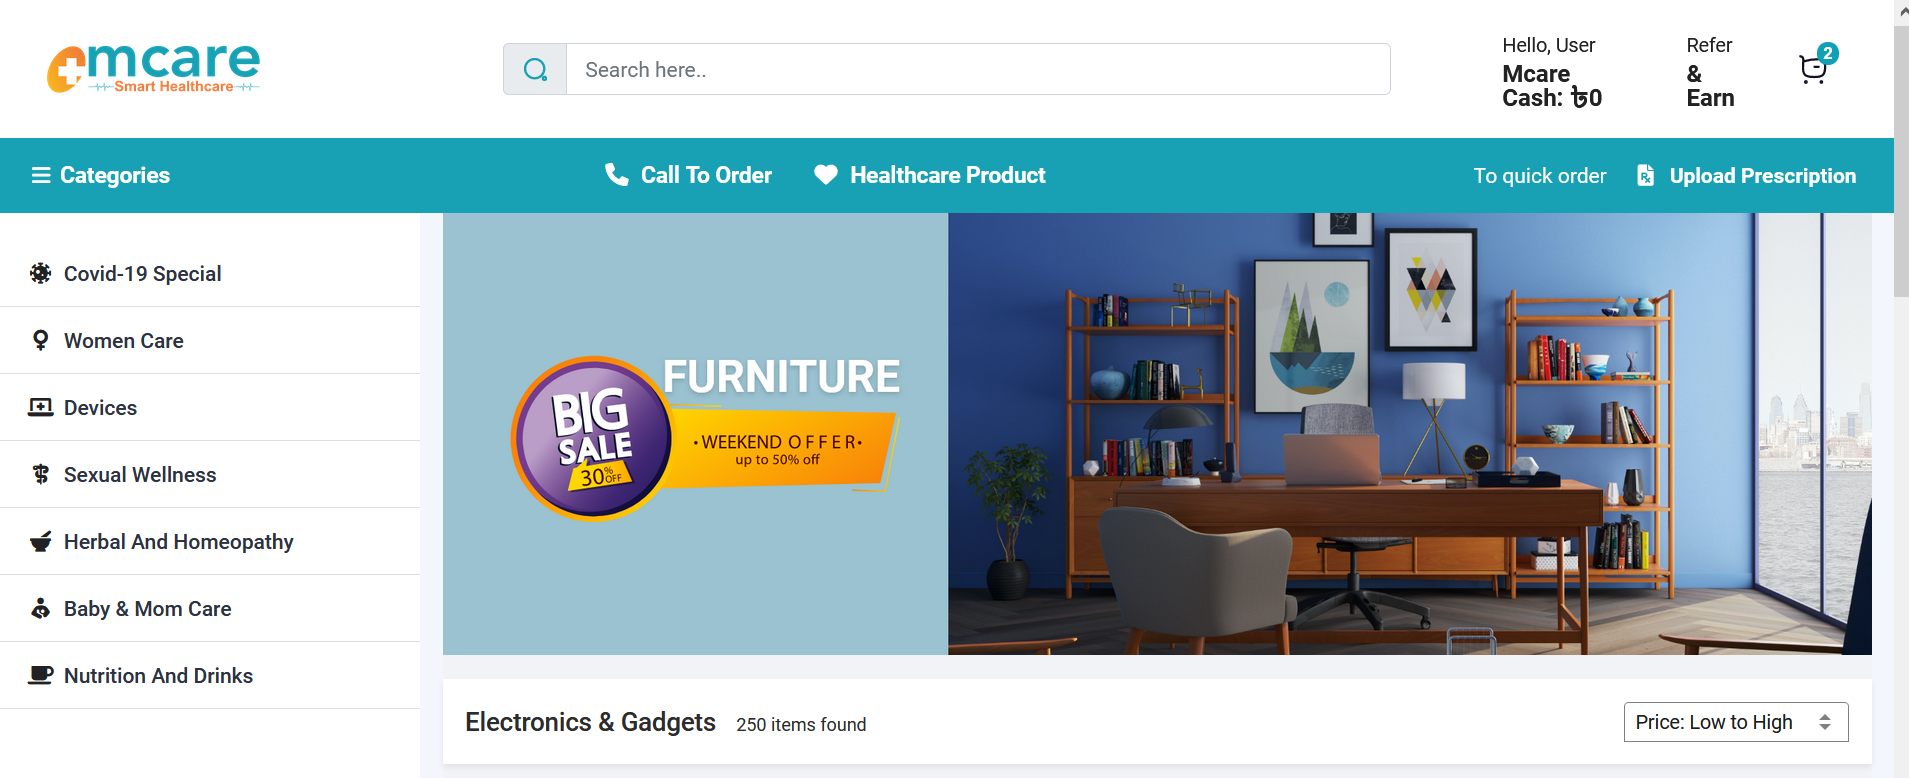 mcare
Smart Healthcare
Search here..
Hello, User
Mcare
Cash: ৳0
Refer
&
Earn
2
Categories
Call To Order
Healthcare Product
To quick order
Upload Prescription
Covid-19 Special
Women Care
Devices
Sexual Wellness
Herbal And Homeopathy
Baby & Mom Care
Nutrition And Drinks
FURNITURE
BIG
SALE
30% OFF
•WEEKEND OFFER•
up to 50% off
Electronics & Gadgets 250 items found
Price: Low to High